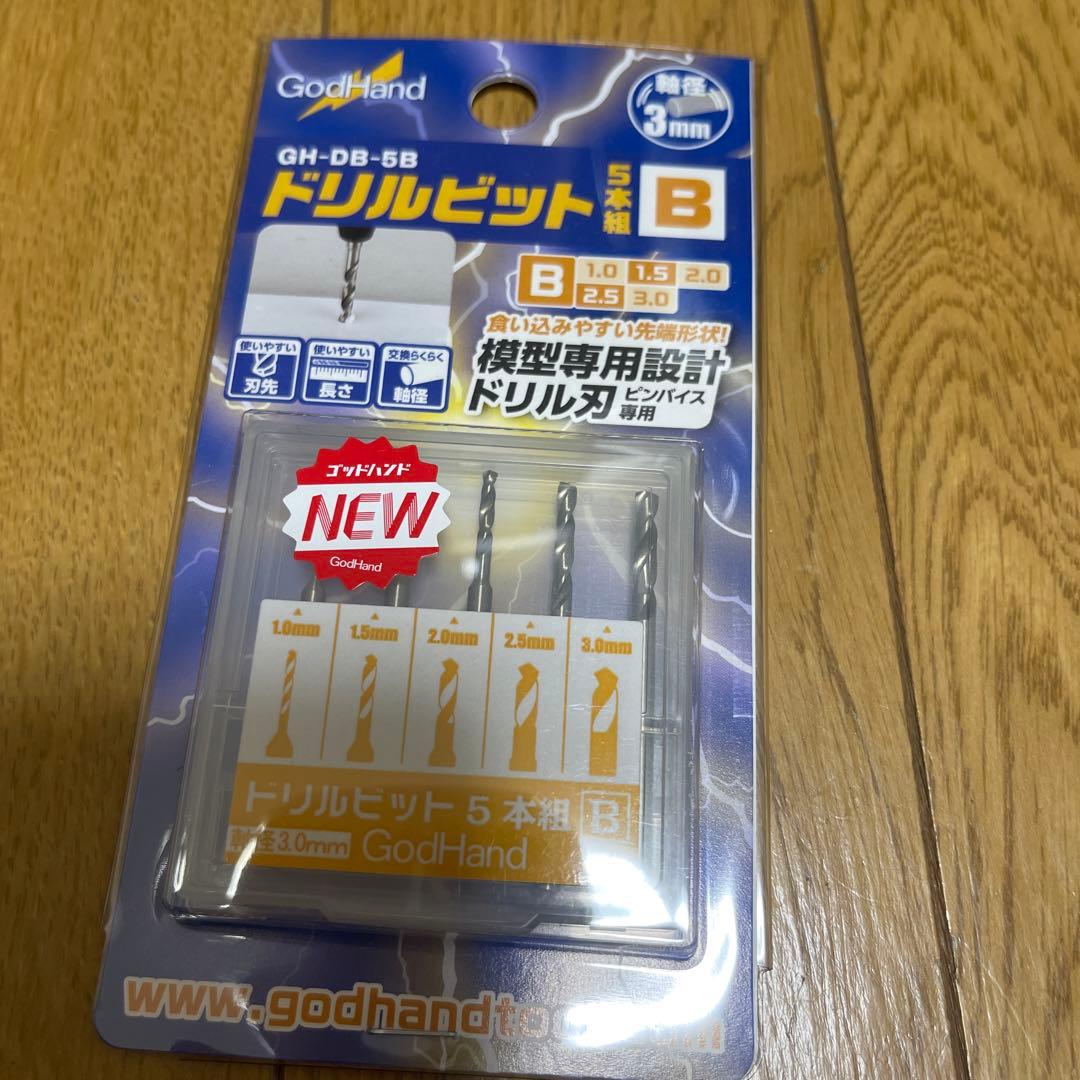 GodHand
軸径
3mm
GH-DB-5B
ドリルビット
5本組
B
B 1.0 1.5 2.0
2.5 3.0
食い込みやすい先端形状!
模型専用設計
ドリル刃 ピンバイス専用
使いやすい
刃先
使いやすい
長さ
交換らくらく
軸径
ゴッドハンド
NEW
GodHand
1.0mm 1.5mm 2.0mm 2.5mm 3.0mm
ドリルビット5本組 B
軸径3.0mm GodHand
www.godhandtoo